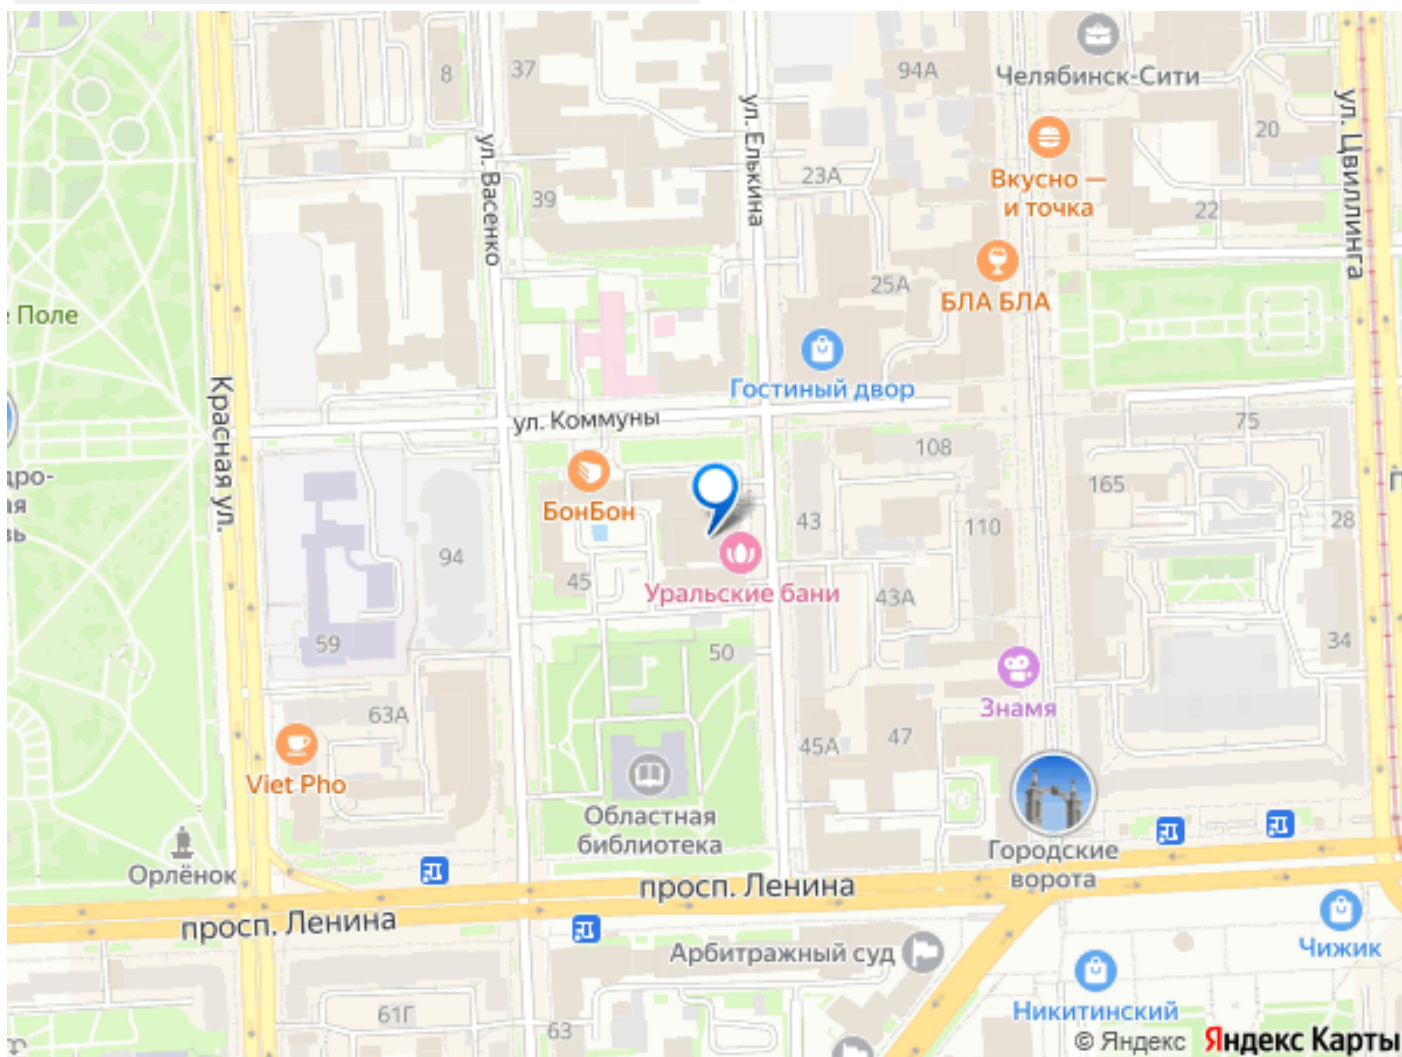 37
8
94А
Челябинск-Сити
ул. Елькина
ул. Цвиллинга
20
ул. Васенко
23А
Вкусно —
и точка
39
22
25А
БЛА БЛА
Поле
Гостиный двор
Красная ул.
ул. Коммуны
75
108
165
БонБон
43
110
28
94
45
Уральские бани
43А
59
50
34
63А
Знамя
45А
47
Viet Pho
Областная
библиотека
Городские
ворота
Орлёнок
просп. Ленина
просп. Ленина
Арбитражный суд
Чижик
61Г
63
Никитинский
© Яндекс Яндекс Карты